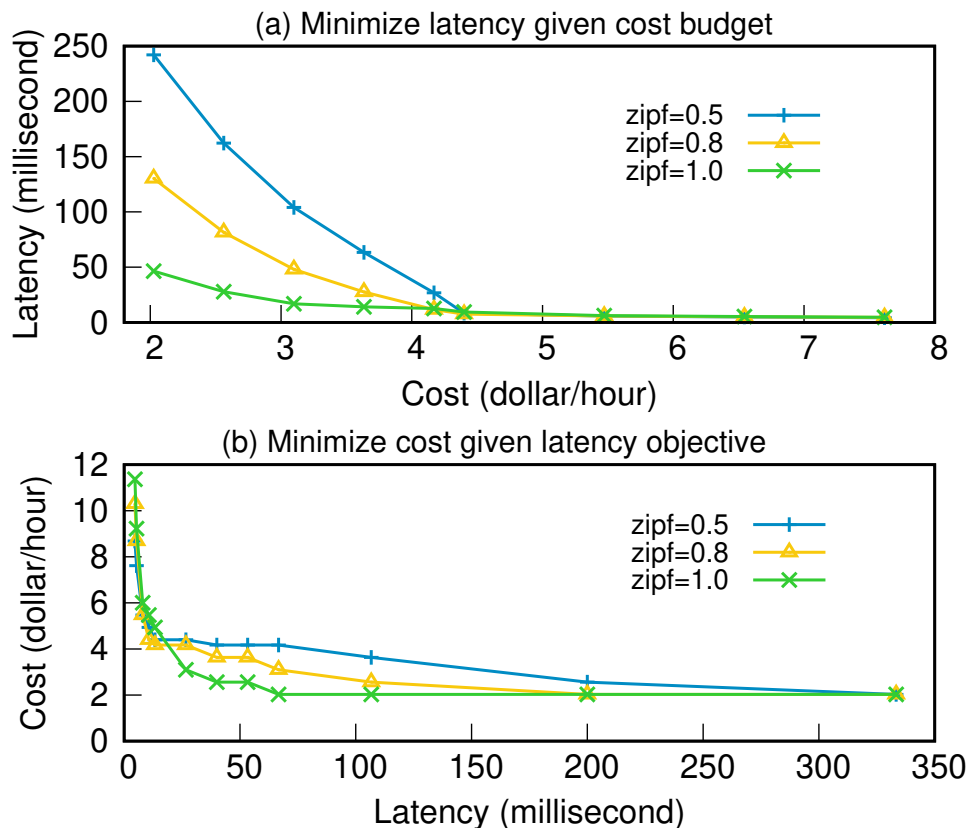 (a) Minimize latency given cost budget
Latency (millisecond)
250
200
150
100
50
0
zipf=0.5
zipf=0.8
zipf=1.0
2 3 4 5 6 7 8
Cost (dollar/hour)
(b) Minimize cost given latency objective
Cost (dollar/hour)
12
10
8
6
4
2
0
zipf=0.5
zipf=0.8
zipf=1.0
0 50 100 150 200 250 300 350
Latency (millisecond)